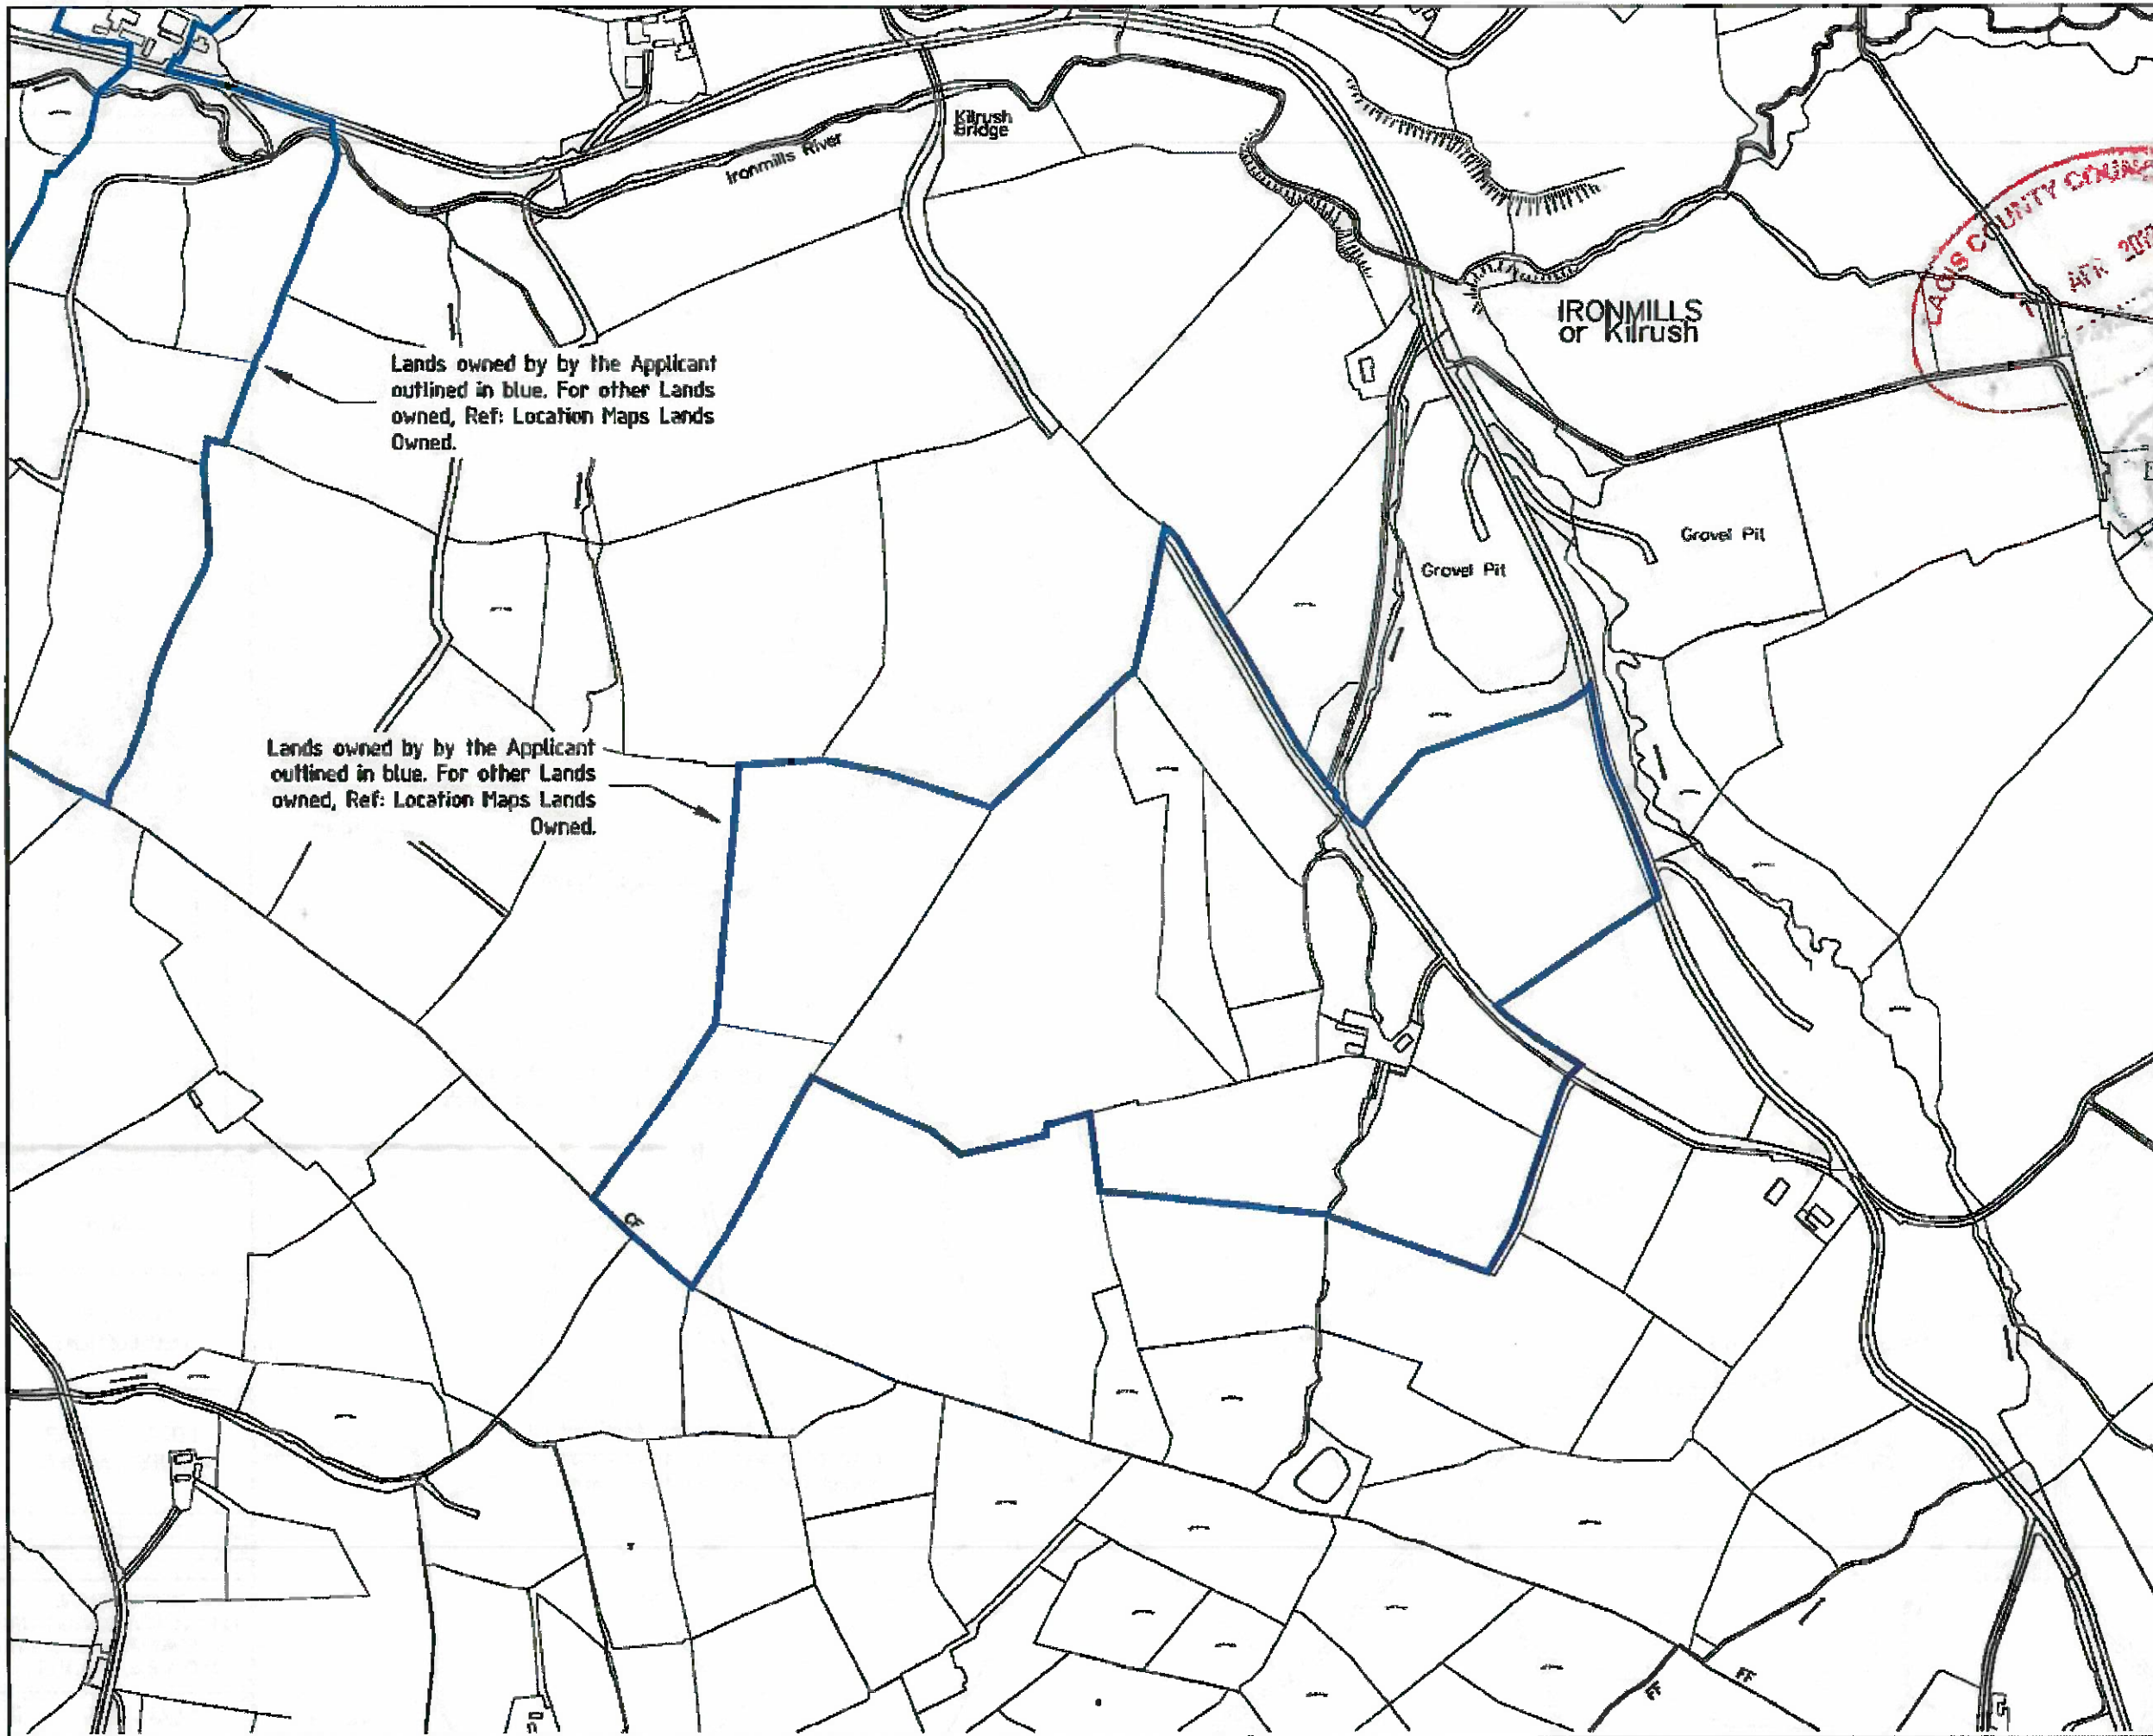 Kilrush
Bridge
Ironmills River
LAOIS COUNTY COUNC
APR 201
IRONMILLS
or Kilrush
Lands owned by by the Applicant
outlined in blue. For other Lands
owned, Ref: Location Maps Lands
Owned.
Gravel Pit
Gravel Pit
Lands owned by by the Applicant
outlined in blue. For other Lands
owned, Ref: Location Maps Lands
Owned.
CF
FF
FF